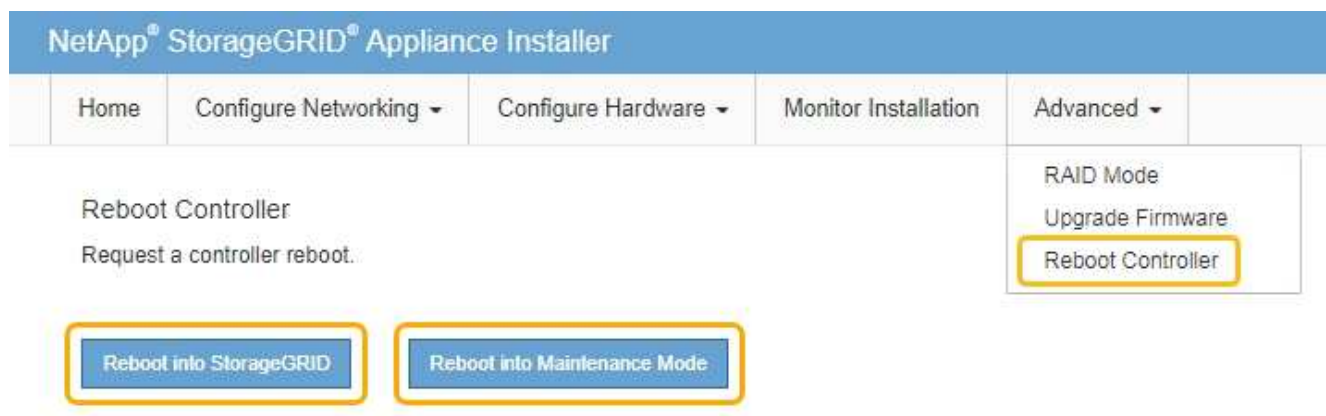 NetApp® StorageGRID® Appliance Installer
Home
Configure Networking
Configure Hardware
Monitor Installation
Advanced
RAID Mode
Upgrade Firmware
Reboot Controller
Reboot Controller
Request a controller reboot.
Reboot into StorageGRID
Reboot into Maintenance Mode